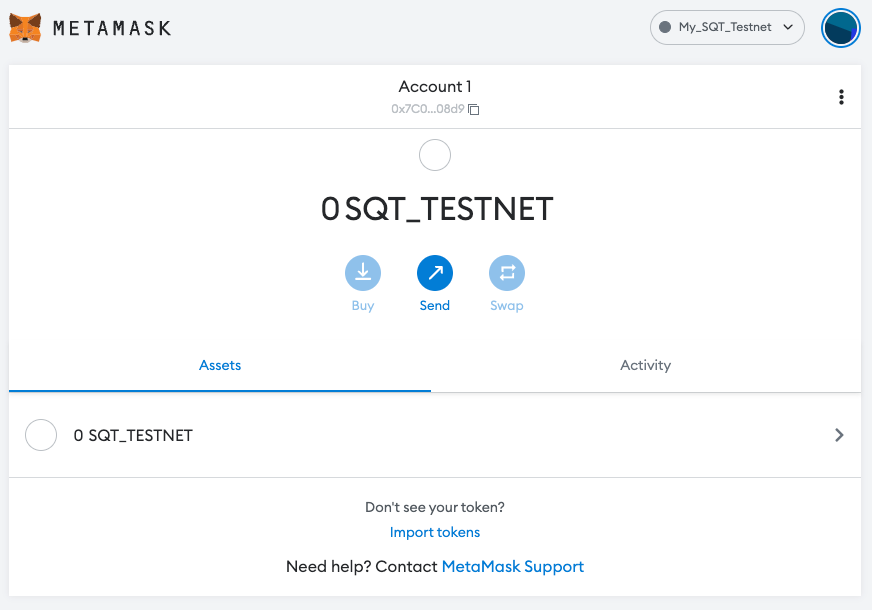 METAMASK
My_SQT_Testnet
Account 1
0x7C0...08d9
0 SQT_TESTNET
Buy
Send
Swap
Assets
Activity
0 SQT_TESTNET
Don't see your token?
Import tokens
Need help? Contact MetaMask Support